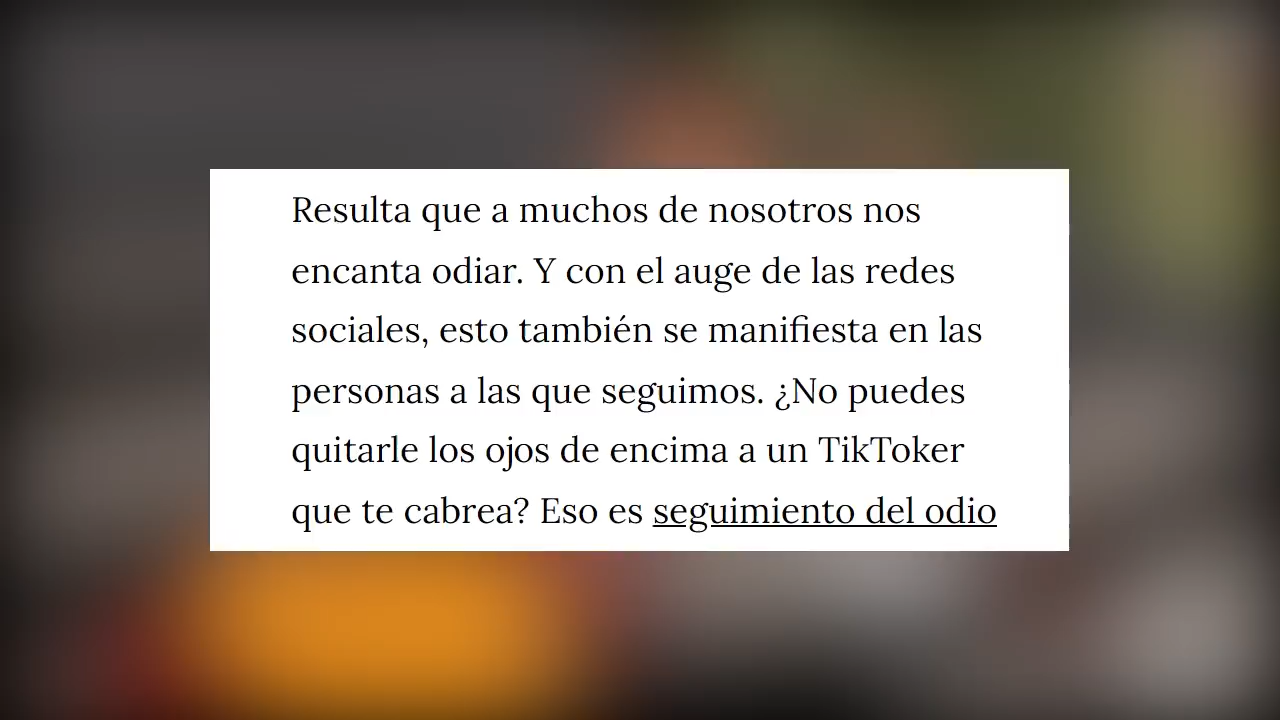 Resulta que a muchos de nosotros nos
encanta odiar. Y con el auge de las redes
sociales, esto también se manifiesta en las
personas a las que seguimos. ¿No puedes
quitarle los ojos de encima a un TikToker
que te cabrea? Eso es seguimiento del odio